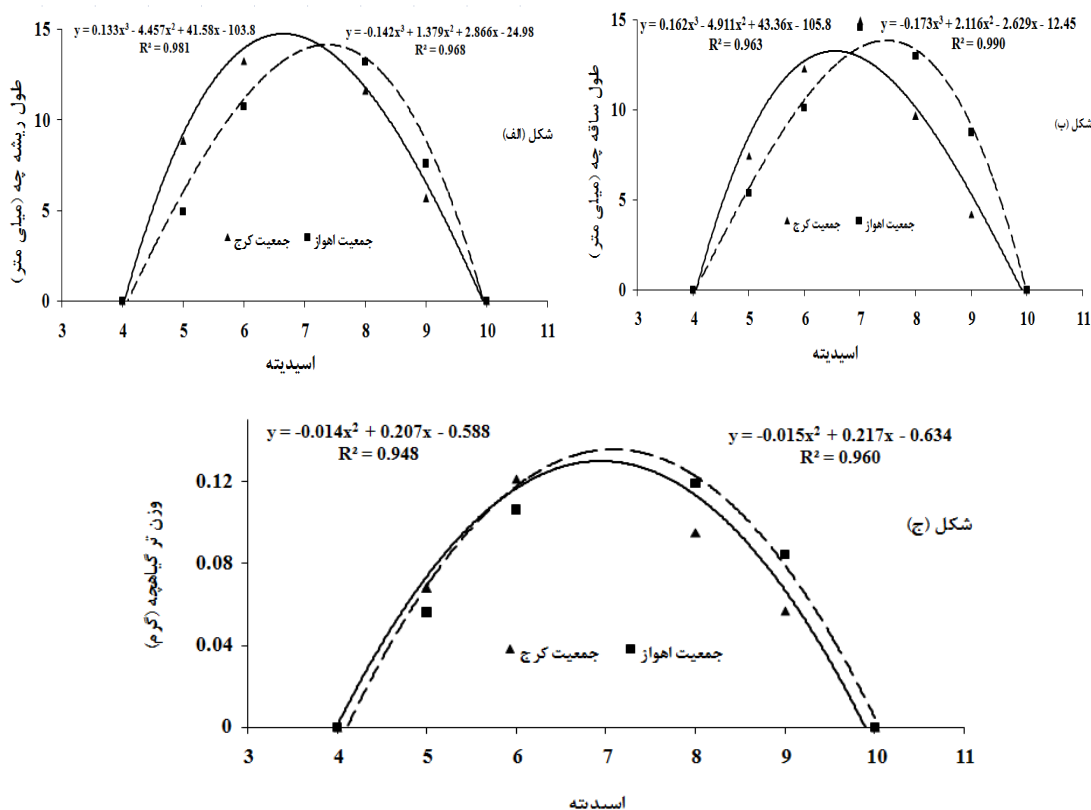 y = 0.133x³ - 4.457x² + 41.58x - 103.8
R² = 0.981
y = -0.142x³ + 1.379x² + 2.866x - 24.98
R² = 0.968
طول ریشه چه (میلی متر)
15
10
5
0
شکل (الف)
جمعیت کرج
جمعیت اهواز
3 4 5 6 7 8 9 10 11
اسیدیته
y = 0.162x³ - 4.911x² + 43.36x - 105.8
R² = 0.963
y = -0.173x³ + 2.116x² - 2.629x - 12.45
R² = 0.990
طول ساقه چه (میلی متر)
15
10
5
0
شکل (ب)
جمعیت کرج
جمعیت اهواز
3 4 5 6 7 8 9 10 11
اسیدیته
y = -0.014x² + 0.207x - 0.588
R² = 0.948
y = -0.015x² + 0.217x - 0.634
R² = 0.960
وزن تر گیاهچه (گرم)
0.12
0.08
0.04
0
شکل (ج)
جمعیت کرج
جمعیت اهواز
3 4 5 6 7 8 9 10 11
اسیدیته